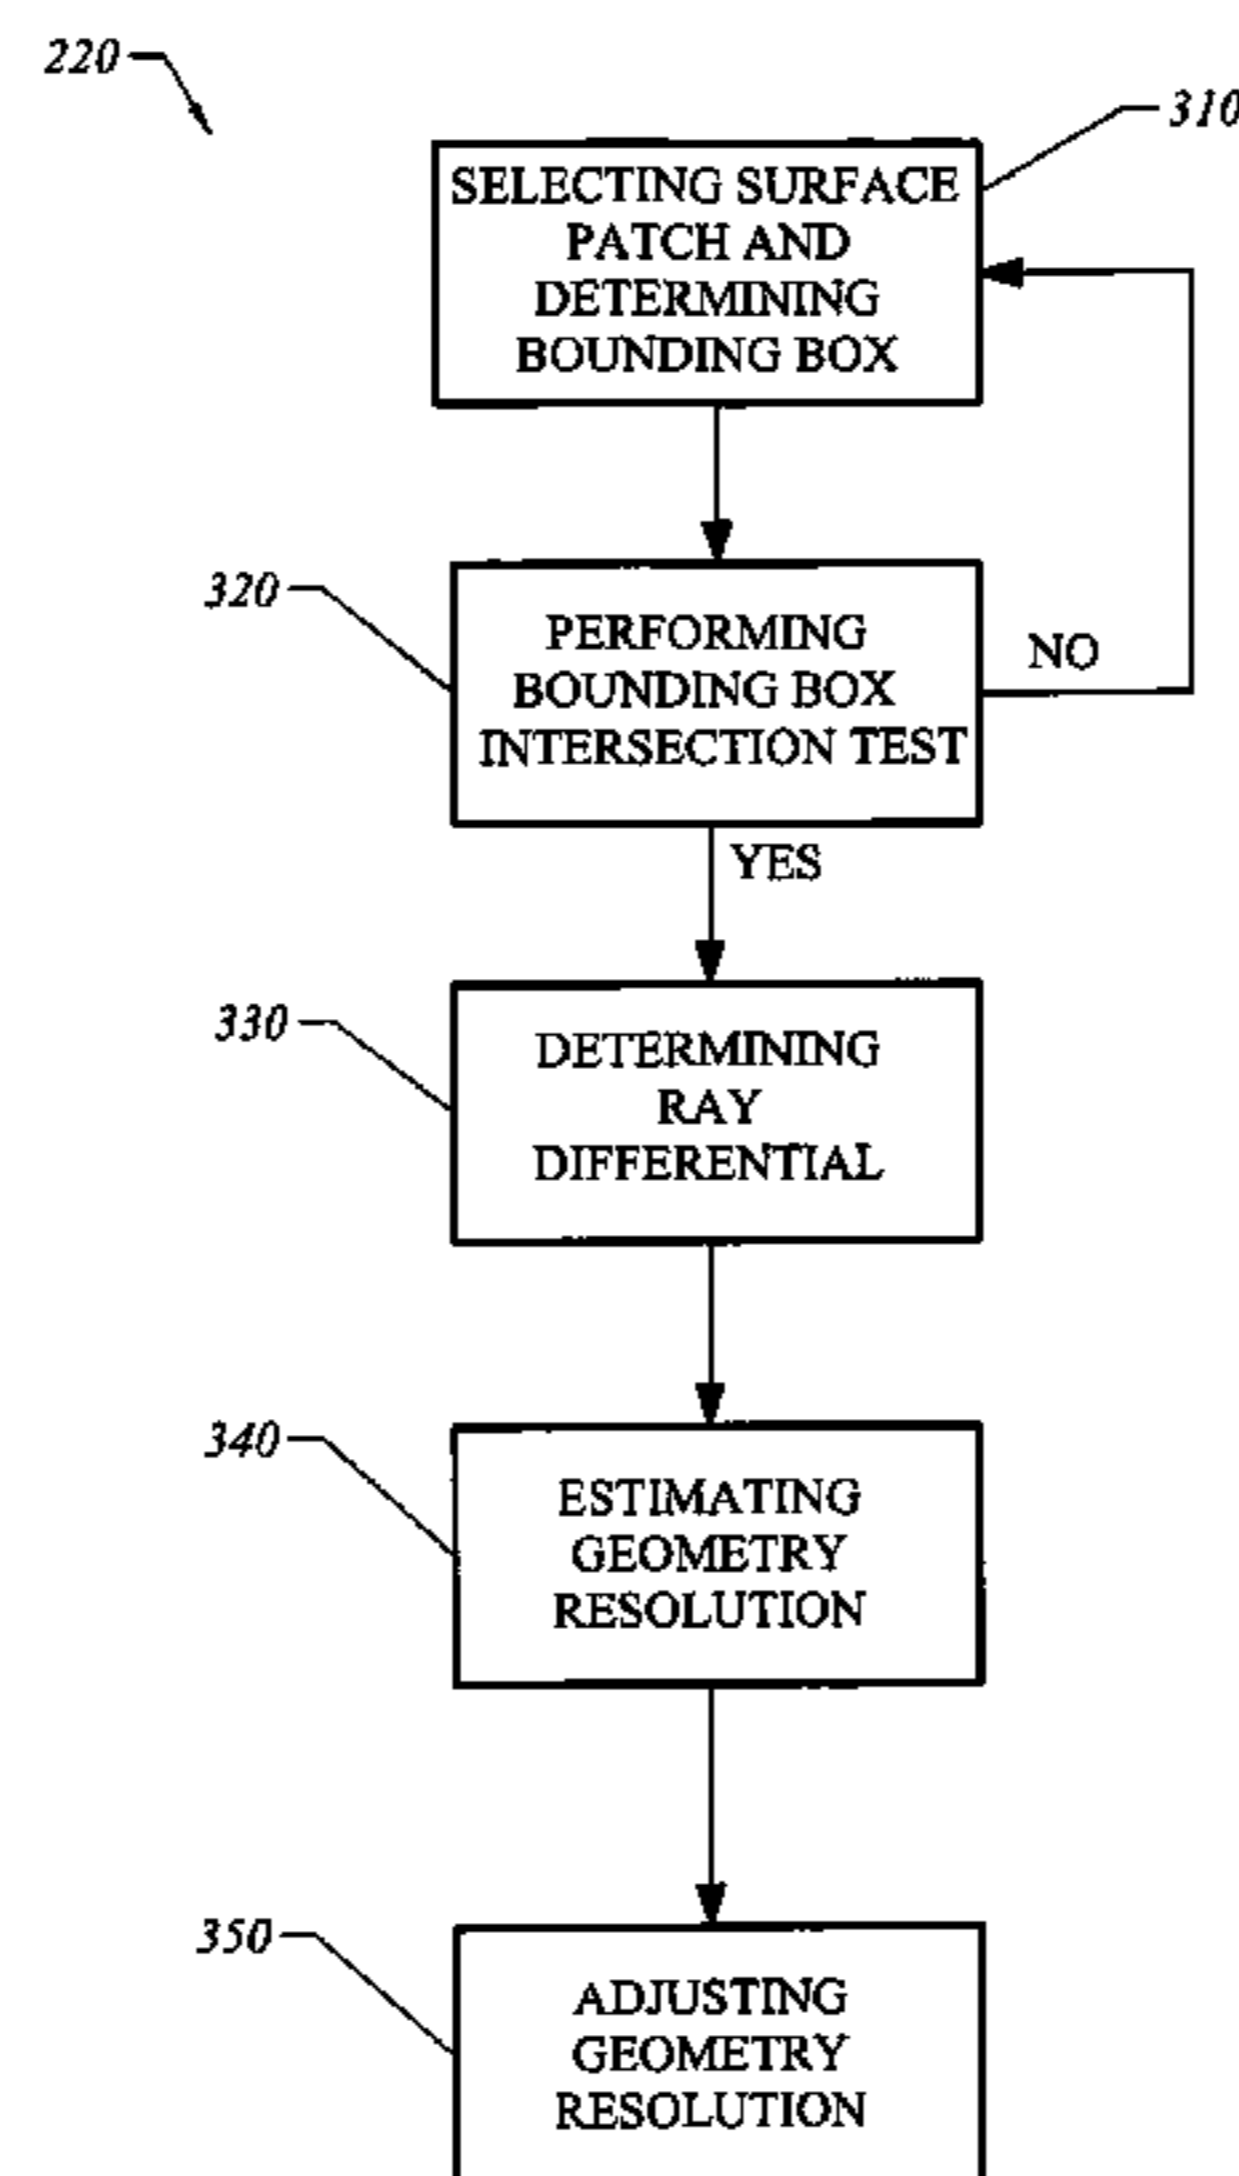 220
310
SELECTING SURFACE
PATCH AND
DETERMINING
BOUNDING BOX
320
PERFORMING
BOUNDING BOX
INTERSECTION TEST
NO
YES
330
DETERMINING
RAY
DIFFERENTIAL
340
ESTIMATING
GEOMETRY
RESOLUTION
350
ADJUSTING
GEOMETRY
RESOLUTION